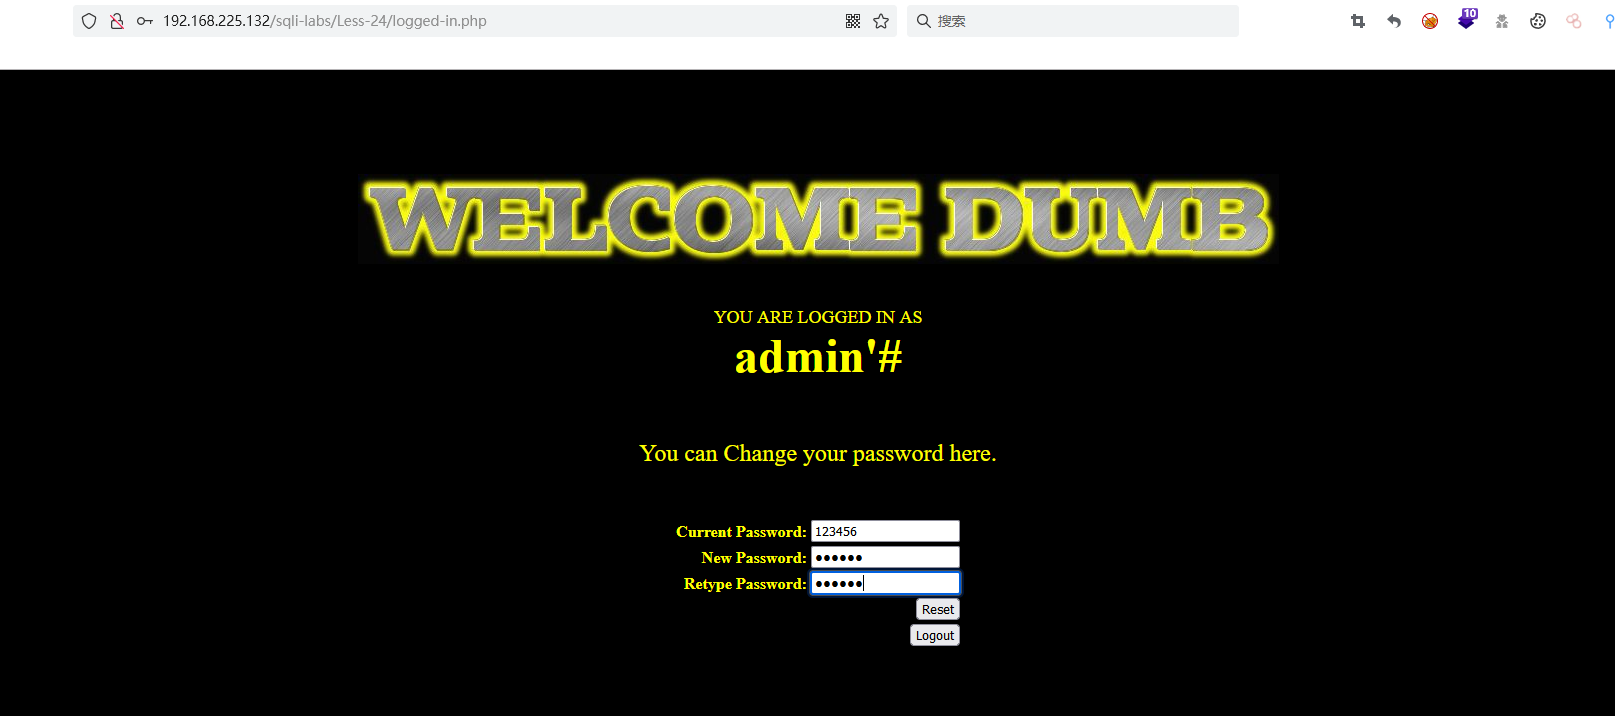 192.168.225.132/sqli-labs/Less-24/logged-in.php
搜索
10
WELCOME DUMB
YOU ARE LOGGED IN AS
admin'#
You can Change your password here.
Current Password: 123456
New Password: ••••••
Retype Password: ••••••
Reset
Logout